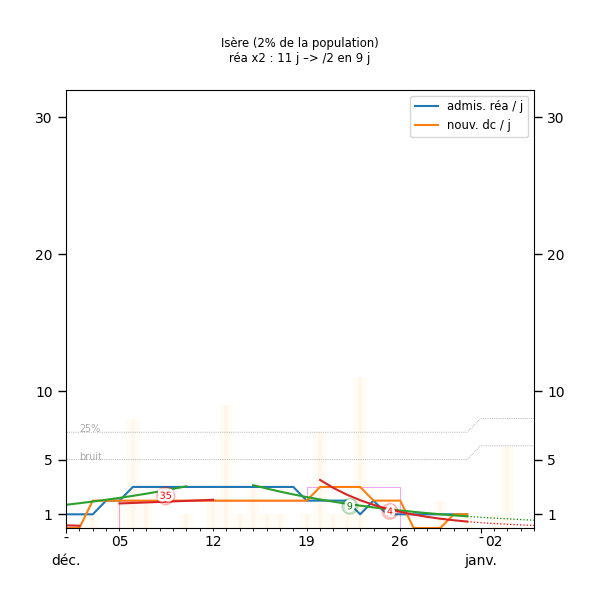 Isère (2% de la population)
réa x2 : 11 j –> /2 en 9 j
admis. réa / j
nouv. dc / j
30
30
20
20
10
10
25%
bruit
5
5
35
9
4
1
1
- 05 12 19 26 - 02
déc. janv.